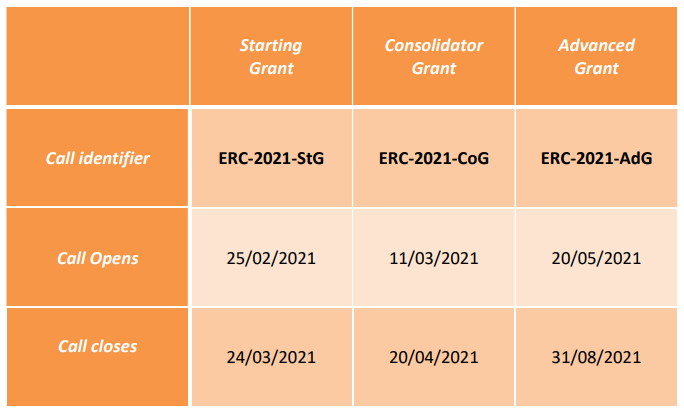 Starting Grant Consolidator Grant Advanced Grant
Call identifier ERC-2021-StG ERC-2021-CoG ERC-2021-AdG
Call Opens 25/02/2021 11/03/2021 20/05/2021
Call closes 24/03/2021 20/04/2021 31/08/2021